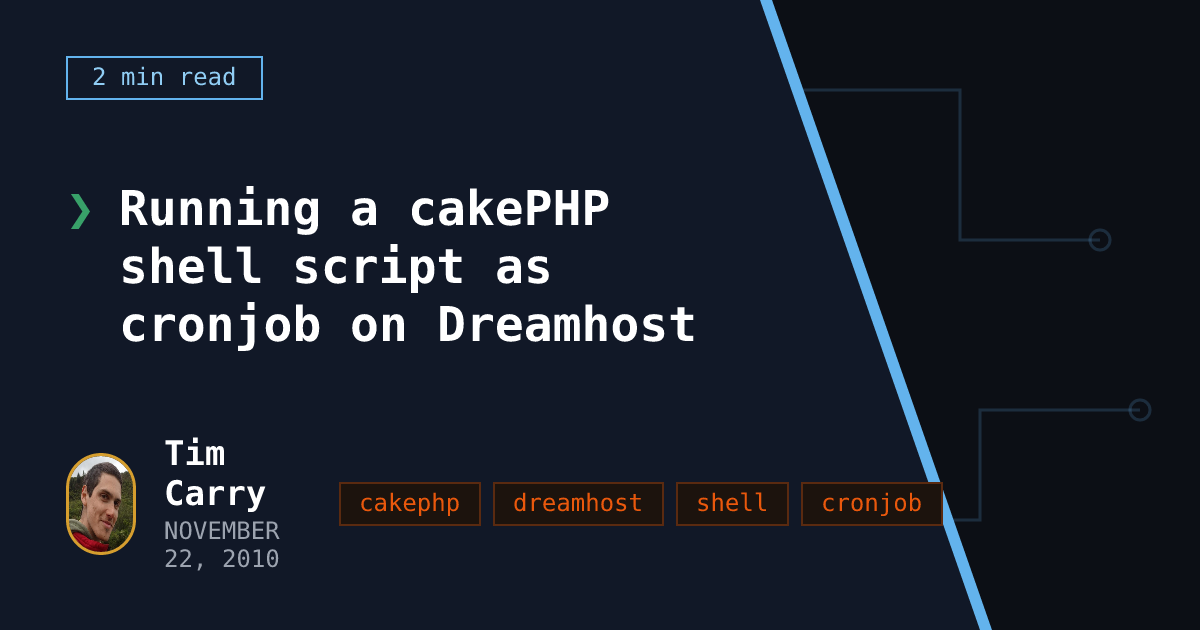 2 min read
❯ Running a cakePHP
shell script as
cronjob on Dreamhost
Tim
Carry
NOVEMBER
22, 2010
cakephp dreamhost shell cronjob